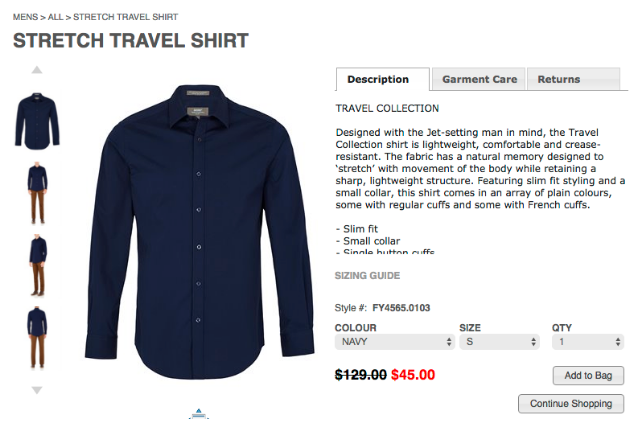 MENS > ALL > STRETCH TRAVEL SHIRT
STRETCH TRAVEL SHIRT
Description
Garment Care
Returns
TRAVEL COLLECTION
Designed with the Jet-setting man in mind, the Travel
Collection shirt is lightweight, comfortable and crease-
resistant. The fabric has a natural memory designed to
‘stretch’ with movement of the body while retaining a
sharp, lightweight structure. Featuring slim fit styling and a
small collar, this shirt comes in an array of plain colours,
some with regular cuffs and some with French cuffs.
- Slim fit
- Small collar
- Single button cuffs
SIZING GUIDE
Style #: FY4565.0103
COLOUR SIZE QTY
NAVY S 1
$129.00 $45.00
Add to Bag
Continue Shopping